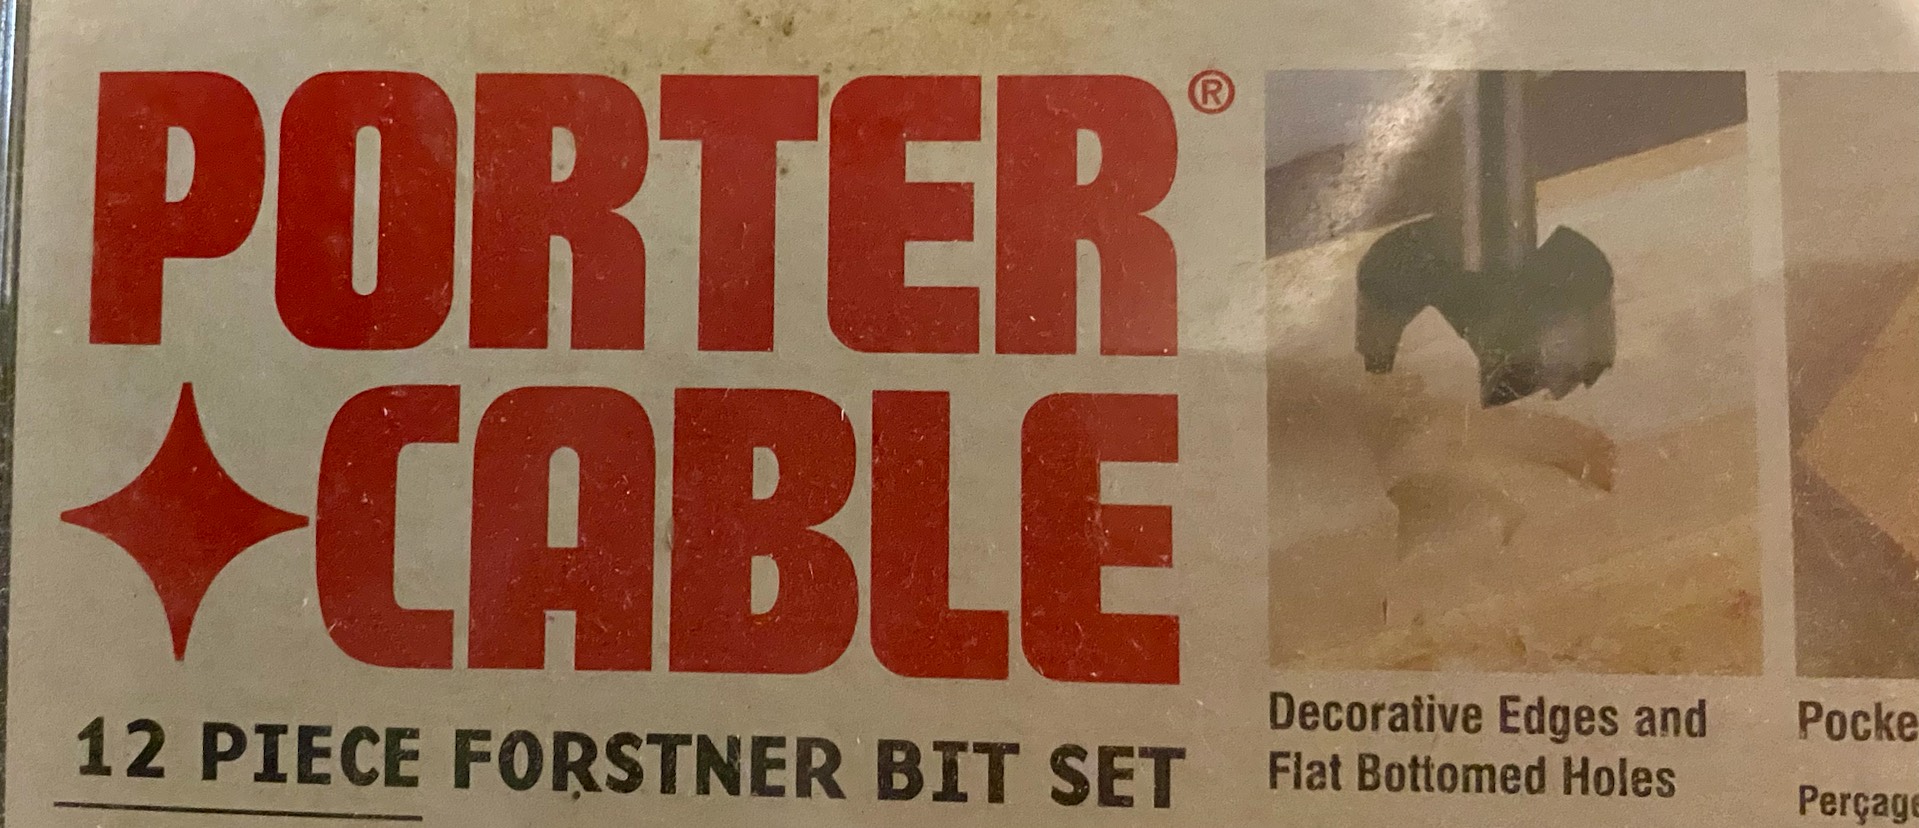 PORTER®
CABLE
12 PIECE FORSTNER BIT SET
Decorative Edges and
Flat Bottomed Holes